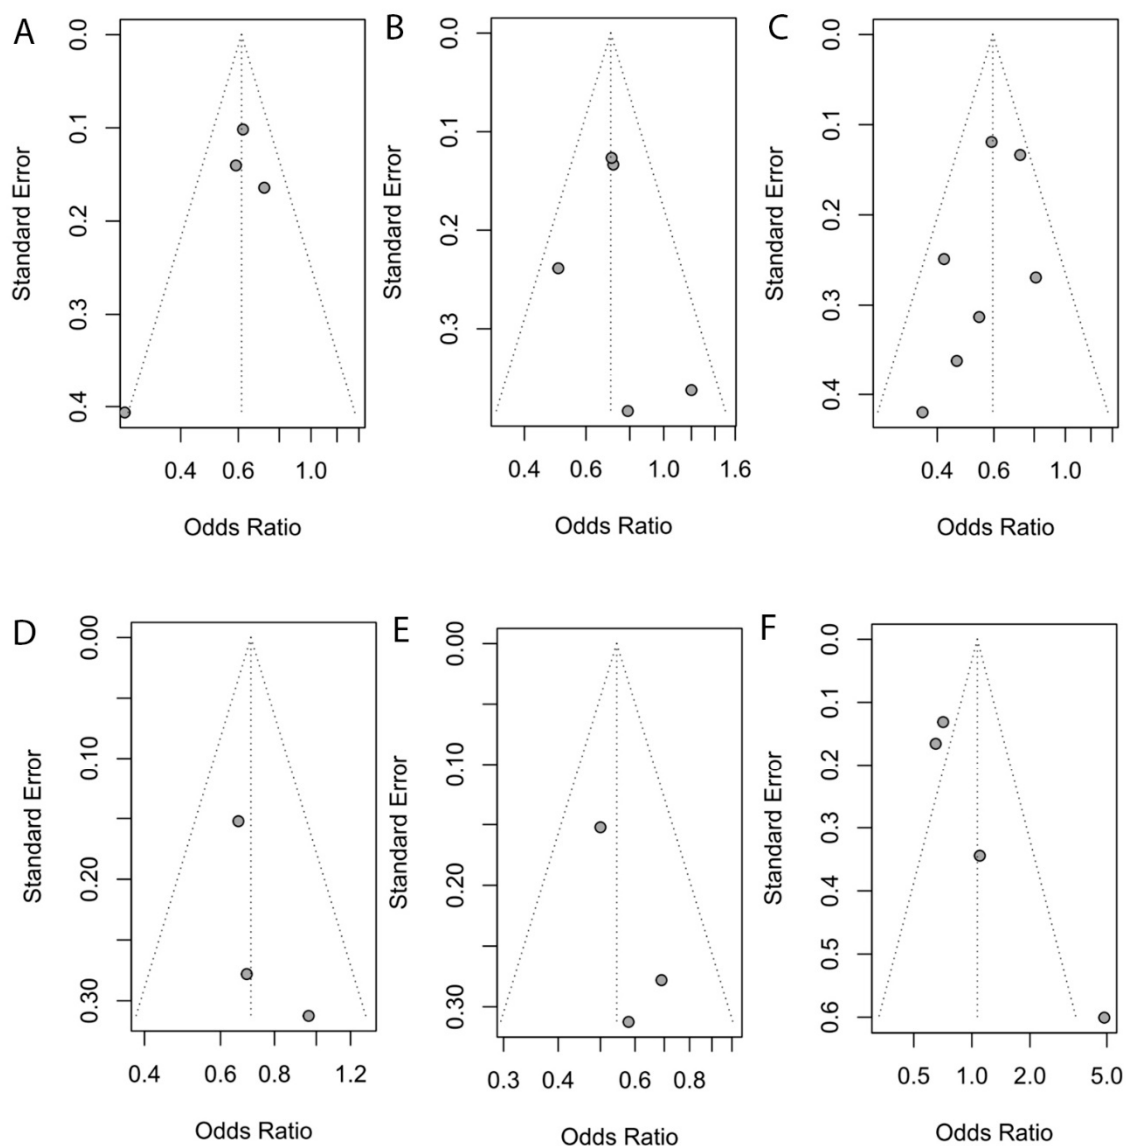 A
0.0
0.1
0.2
0.3
0.4
Standard Error
0.4 0.6 1.0
Odds Ratio
B
0.0
0.1
0.2
0.3
Standard Error
0.4 0.6 1.0 1.6
Odds Ratio
C
0.0
0.1
0.2
0.3
0.4
Standard Error
0.4 0.6 1.0
Odds Ratio
D
0.00
0.10
0.20
0.30
Standard Error
0.4 0.6 0.8 1.2
Odds Ratio
E
0.00
0.10
0.20
0.30
Standard Error
0.3 0.4 0.6 0.8
Odds Ratio
F
0.0
0.1
0.2
0.3
0.4
0.5
0.6
Standard Error
0.5 1.0 2.0 5.0
Odds Ratio